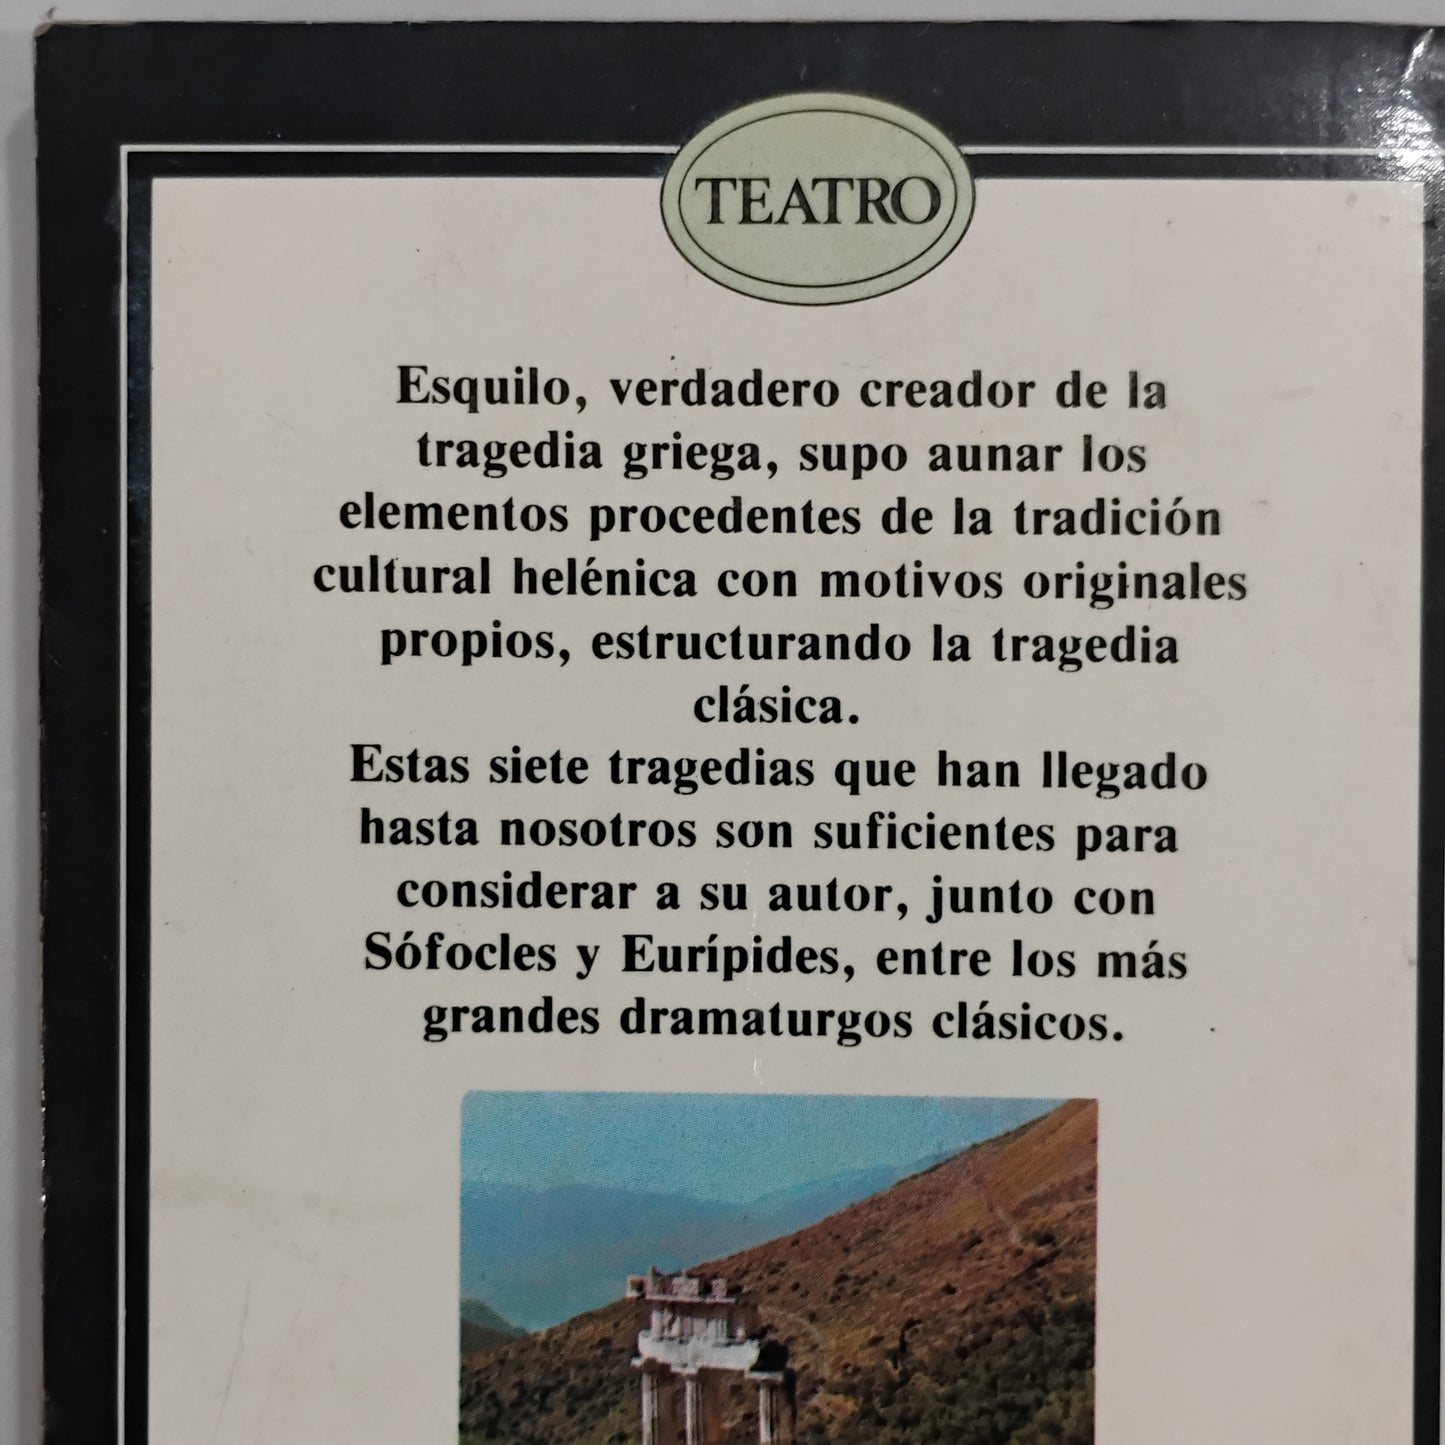 TEATRO
Esquilo, verdadero creador de la
tragedia griega, supo aunar los
elementos procedentes de la tradición
cultural helénica con motivos originales
propios, estructurando la tragedia
clásica.
Estas siete tragedias que han llegado
hasta nosotros son suficientes para
considerar a su autor, junto con
Sófocles y Eurípides, entre los más
grandes dramaturgos clásicos.